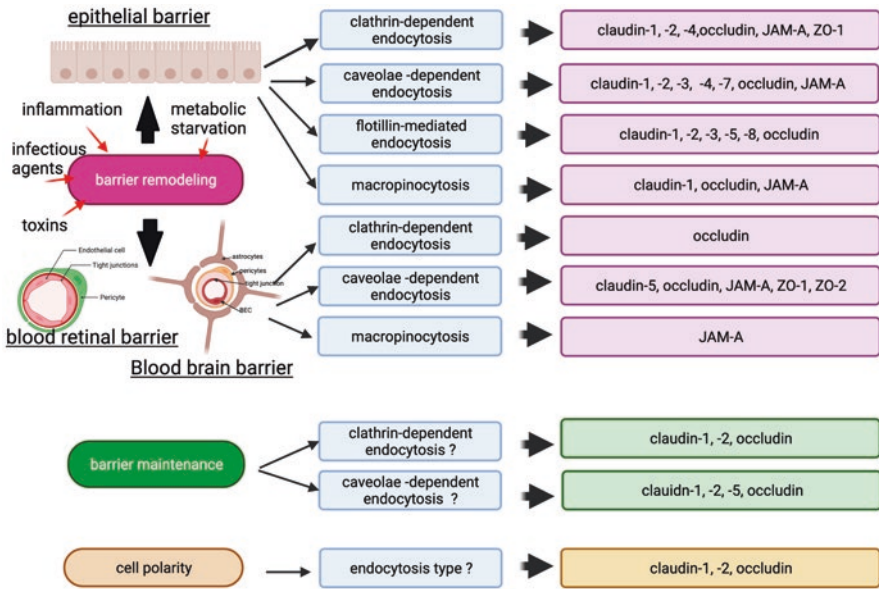 epithelial barrier
clathrin-dependent
endocytosis
claudin-1, -2, -4,occludin, JAM-A, ZO-1
caveolae -dependent
endocytosis
claudin-1, -2, -3, -4, -7, occludin, JAM-A
inflammation
metabolic
starvation
flotillin-mediated
endocytosis
claudin-1, -2, -3, -5, -8, occludin
infectious
agents
barrier remodeling
macropinocytosis
claudin-1, occludin, JAM-A
toxins
clathrin-dependent
endocytosis
occludin
Endothelial cell
Tight junctions
Pericyte
blood retinal barrier
astrocytes
pericytes
tight junction
BEC
Blood brain barrier
caveolae -dependent
endocytosis
claudin-5, occludin, JAM-A, ZO-1, ZO-2
macropinocytosis
JAM-A
barrier maintenance
clathrin-dependent
endocytosis ?
claudin-1, -2, occludin
caveolae -dependent
endocytosis ?
clauidn-1, -2, -5, occludin
cell polarity
endocytosis type ?
claudin-1, -2, occludin